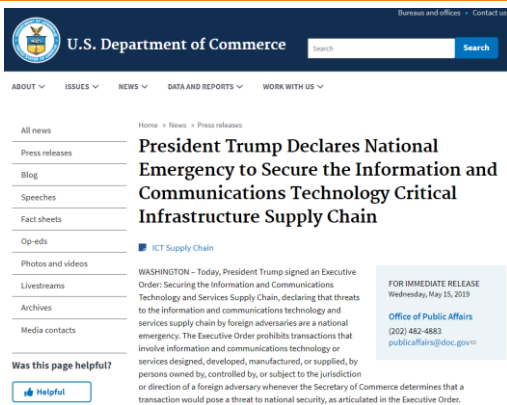 Bureaus and offices • Contact us
U.S. Department of Commerce
Search
Search
ABOUT
ISSUES
NEWS
DATA AND REPORTS
WORK WITH US
All news
Press releases
Blog
Speeches
Fact sheets
Op-eds
Photos and videos
Livestreams
Archives
Media contacts
Was this page helpful?
Helpful
Home » News » Press releases
President Trump Declares National
Emergency to Secure the Information and
Communications Technology Critical
Infrastructure Supply Chain
ICT Supply Chain
WASHINGTON – Today, President Trump signed an Executive
Order: Securing the Information and Communications
Technology and Services Supply Chain, declaring that threats
to the information and communications technology and
services supply chain by foreign adversaries are a national
emergency. The Executive Order prohibits transactions that
involve information and communications technology or
services designed, developed, manufactured, or supplied, by
persons owned by, controlled by, or subject to the jurisdiction
or direction of a foreign adversary whenever the Secretary of Commerce determines that a
transaction would pose a threat to national security, as articulated in the Executive Order.
FOR IMMEDIATE RELEASE
Wednesday, May 15, 2019
Office of Public Affairs
(202) 482-4883
publicaffairs@doc.gov